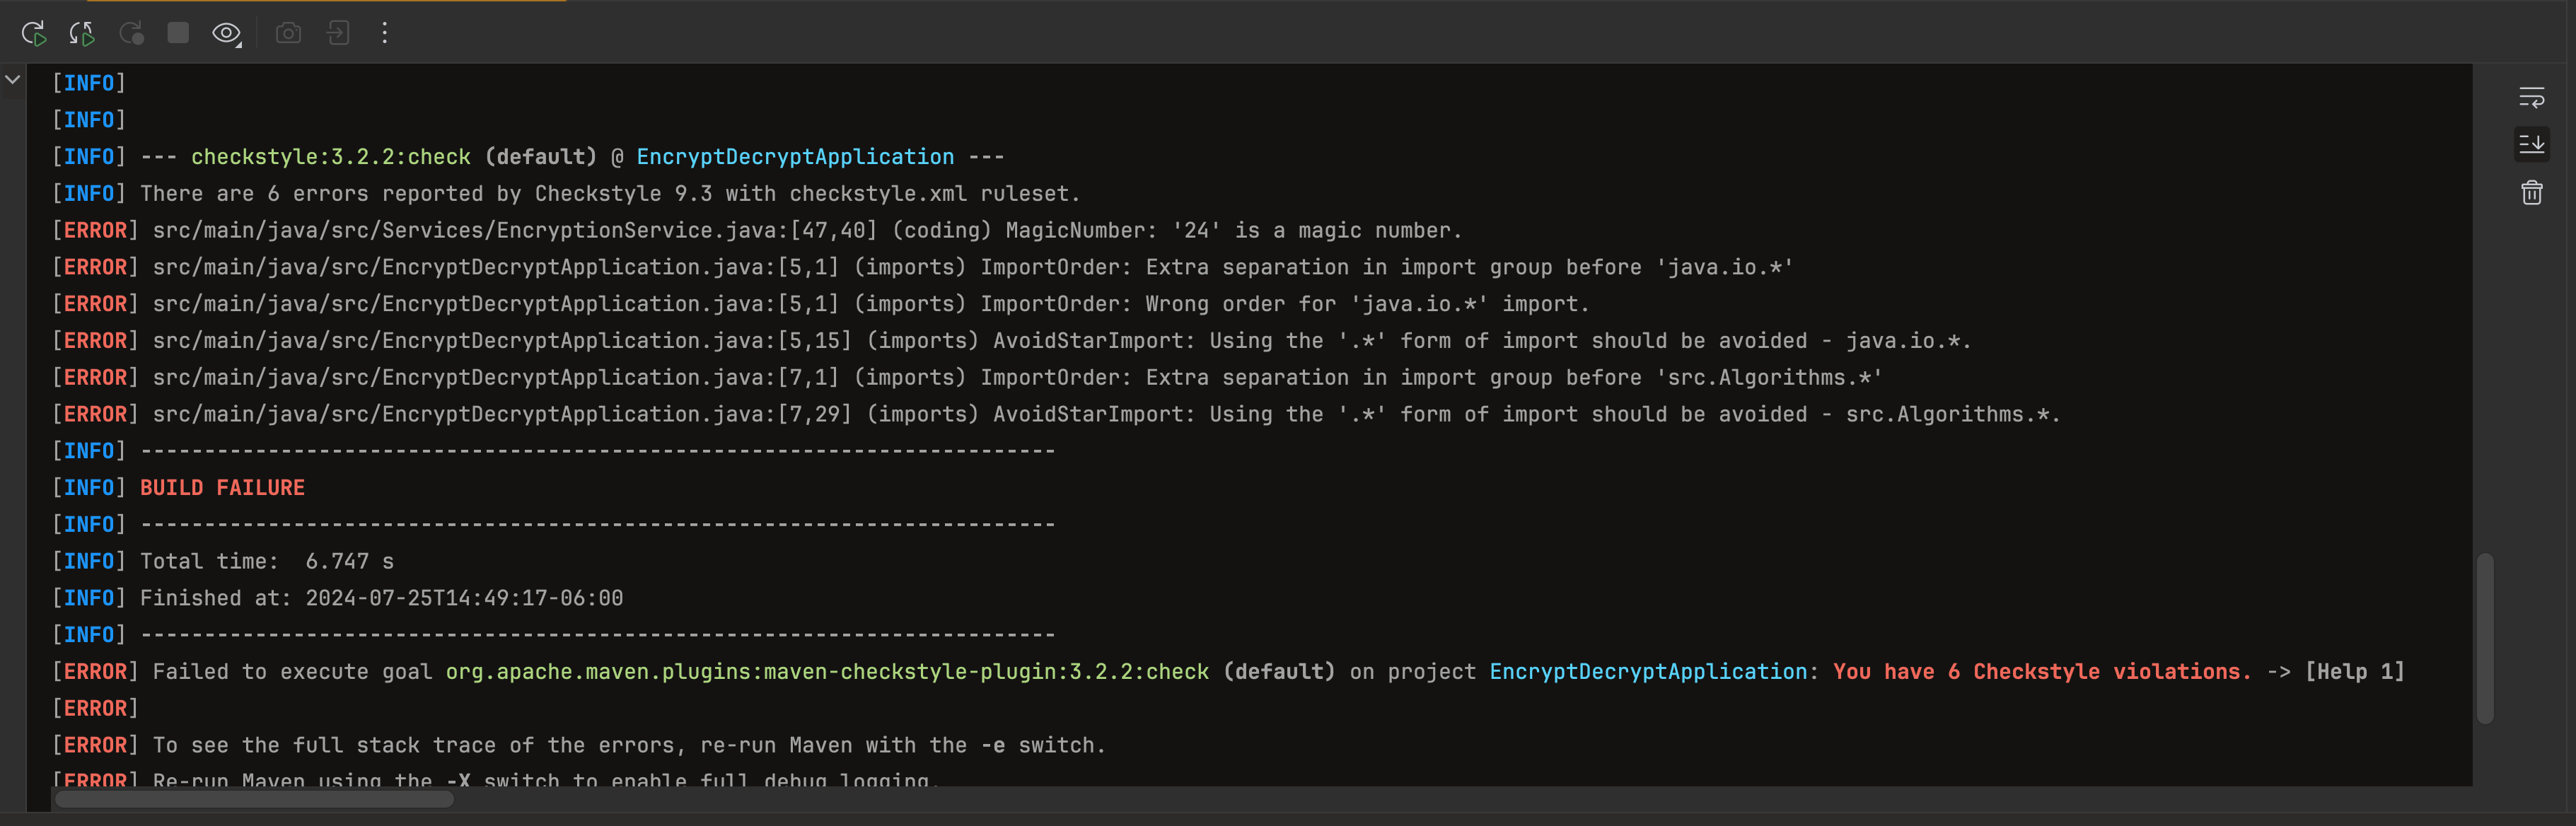 [INFO]
[INFO]
[INFO] --- checkstyle:3.2.2:check (default) @ EncryptDecryptApplication ---
[INFO] There are 6 errors reported by Checkstyle 9.3 with checkstyle.xml ruleset.
[ERROR] src/main/java/src/Services/EncryptionService.java:[47,40] (coding) MagicNumber: '24' is a magic number.
[ERROR] src/main/java/src/EncryptDecryptApplication.java:[5,1] (imports) ImportOrder: Extra separation in import group before 'java.io.*'
[ERROR] src/main/java/src/EncryptDecryptApplication.java:[5,1] (imports) ImportOrder: Wrong order for 'java.io.*' import.
[ERROR] src/main/java/src/EncryptDecryptApplication.java:[5,15] (imports) AvoidStarImport: Using the '.*' form of import should be avoided - java.io.*.
[ERROR] src/main/java/src/EncryptDecryptApplication.java:[7,1] (imports) ImportOrder: Extra separation in import group before 'src.Algorithms.*'
[ERROR] src/main/java/src/EncryptDecryptApplication.java:[7,29] (imports) AvoidStarImport: Using the '.*' form of import should be avoided - src.Algorithms.*.
[INFO] ------------------------------------------------------------------------
[INFO] BUILD FAILURE
[INFO] ------------------------------------------------------------------------
[INFO] Total time:  6.747 s
[INFO] Finished at: 2024-07-25T14:49:17-06:00
[INFO] ------------------------------------------------------------------------
[ERROR] Failed to execute goal org.apache.maven.plugins:maven-checkstyle-plugin:3.2.2:check (default) on project EncryptDecryptApplication: You have 6 Checkstyle violations. -> [Help 1]
[ERROR]
[ERROR] To see the full stack trace of the errors, re-run Maven with the -e switch.
[ERROR] Re-run Maven using the -X switch to enable full debug logging.